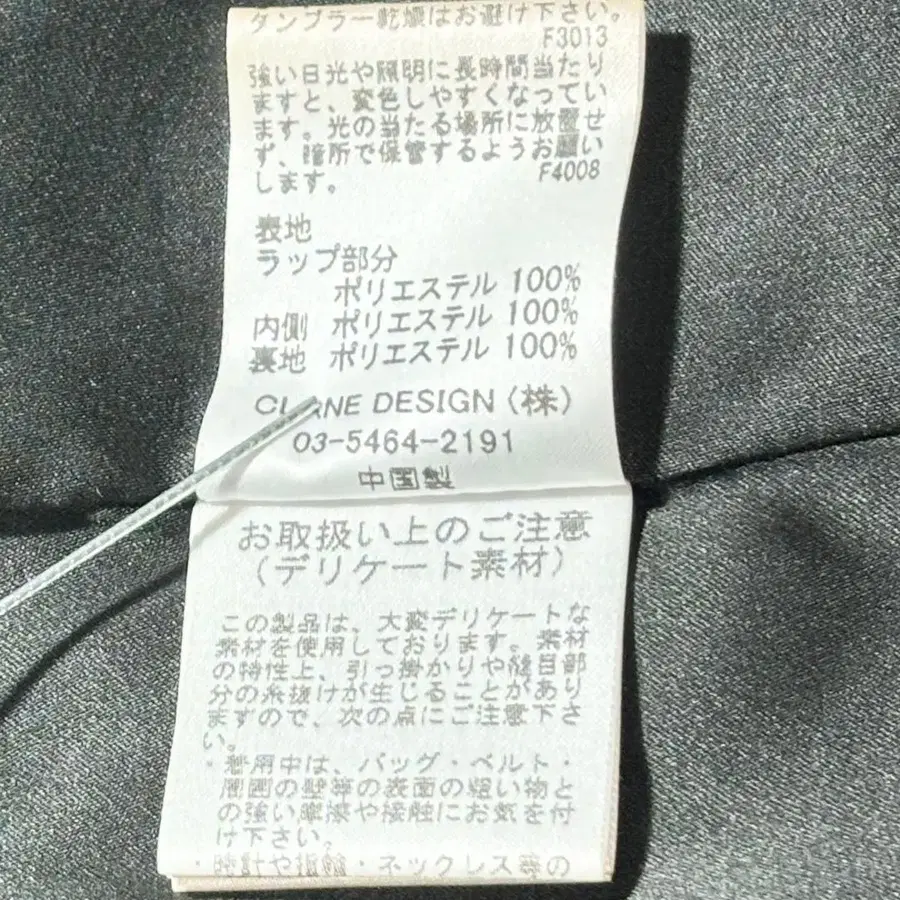 タンブラー乾燥はお避け下さい。
F3013
強い日光や照明に長時間当たり
ますと、変色しやすくなってい
ます。光の当たる場所に放置せ
ず、暗所で保管するようお願い
します。
F4008
表地
ラップ部分
ポリエステル 100%
内側 ポリエステル 100%
裏地 ポリエステル 100%
CLANE DESIGN (株)
03-5464-2191
中国製
お取扱い上のご注意
(デリケート素材)
この製品は、大変デリケートな
素材を使用しております。素材
の特性上、引っ掛かりや縫目部
分の糸抜けが生じることがあり
ますので、次の点にご注意下さ
い。
・着用中は、バッグ・ベルト・
周囲の壁等の表面の粗い物と
の強い摩擦や接触にお気を付
け下さい。
・時計や指輪・ネックレス等の